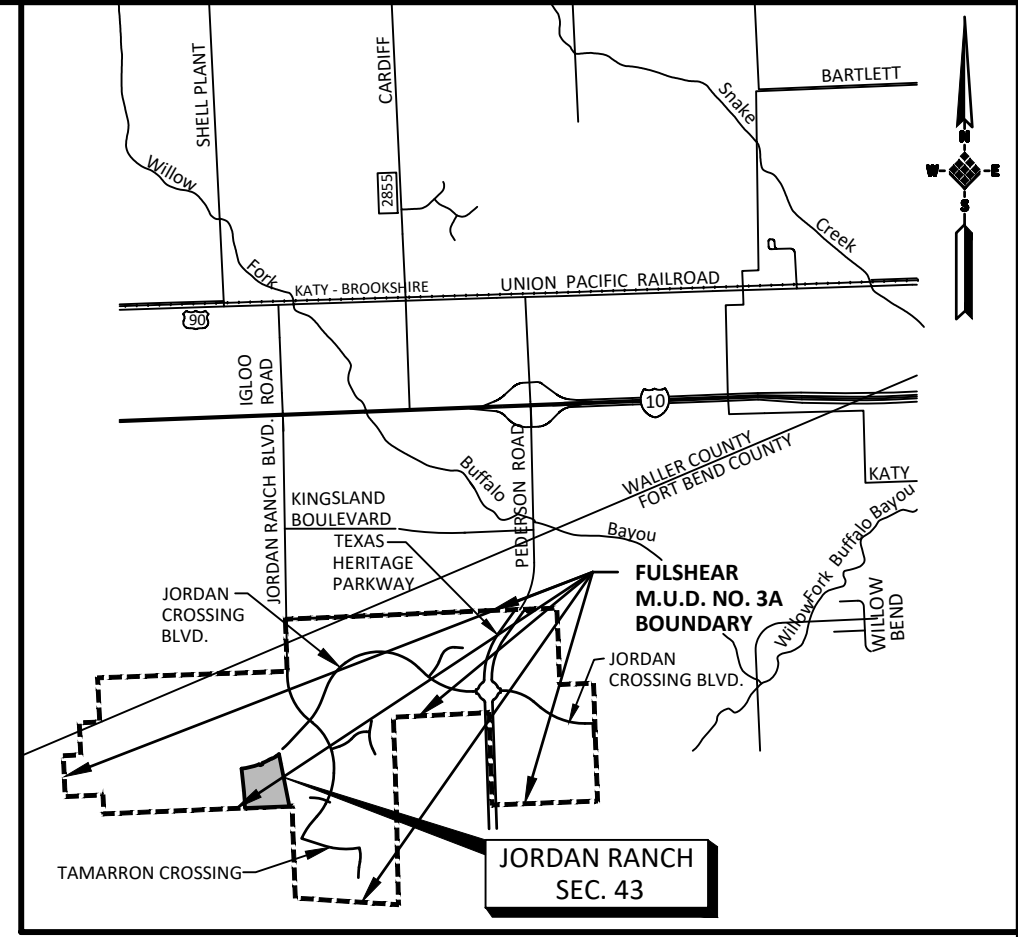 SHELL PLANT
CARDIFF
BARTLETT
Snake
Creek
N
W
E
S
Willow
Fork
2855
KATY - BROOKSHIRE
UNION PACIFIC RAILROAD
90
IGLOO
ROAD
10
JORDAN RANCH BLVD.
PEDERSON ROAD
Buffalo
Bayou
WALLER COUNTY
FORT BEND COUNTY
KATY
KINGSLAND
BOULEVARD
TEXAS
HERITAGE
PARKWAY
JORDAN
CROSSING
BLVD.
FULSHEAR
M.U.D. NO. 3A
BOUNDARY
Willow Fork Buffalo Bayou
WILLOW
BEND
JORDAN
CROSSING BLVD.
TAMARRON CROSSING
JORDAN RANCH
SEC. 43